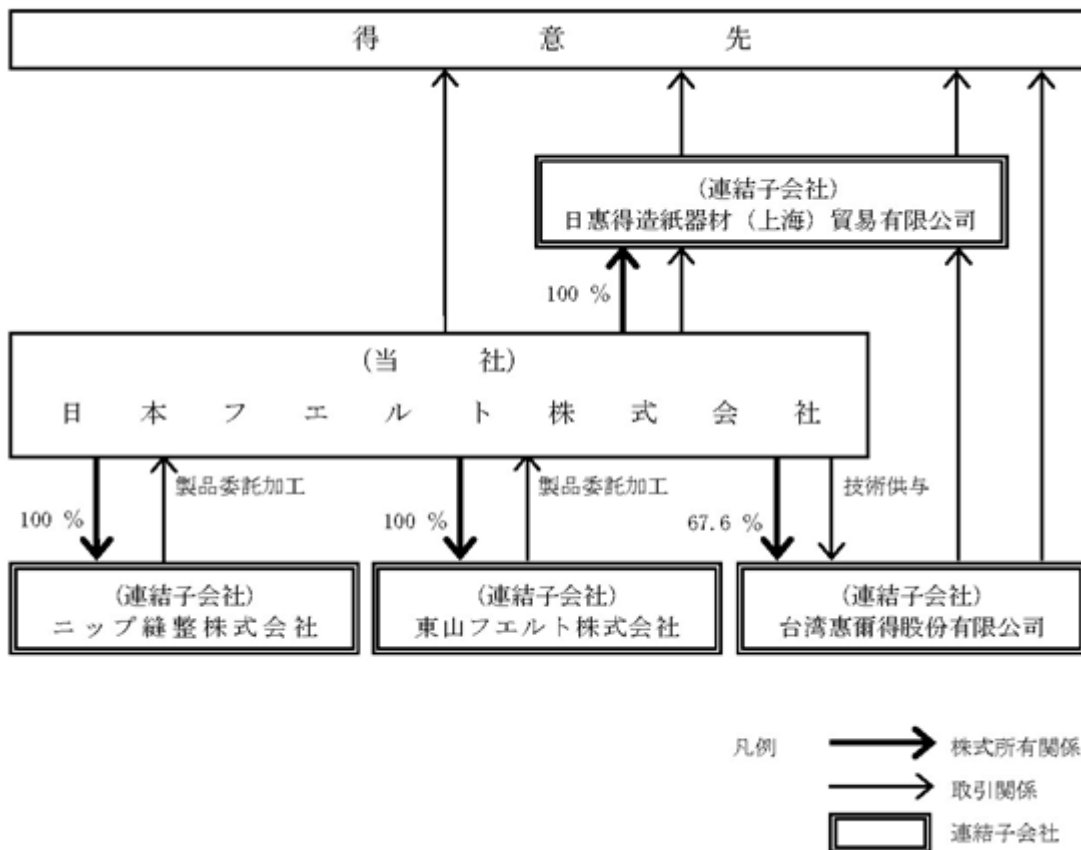 得意先
(連結子会社)
日惠得造紙器材（上海）貿易有限公司
100 %
(当社)
日本フエルト株式会社
製品委託加工
製品委託加工
技術供与
100 %
100 %
67.6 %
(連結子会社)
ニップ縫整株式会社
(連結子会社)
東山フエルト株式会社
(連結子会社)
台湾惠爾得股份有限公司
凡例
株式所有関係
取引関係
連結子会社